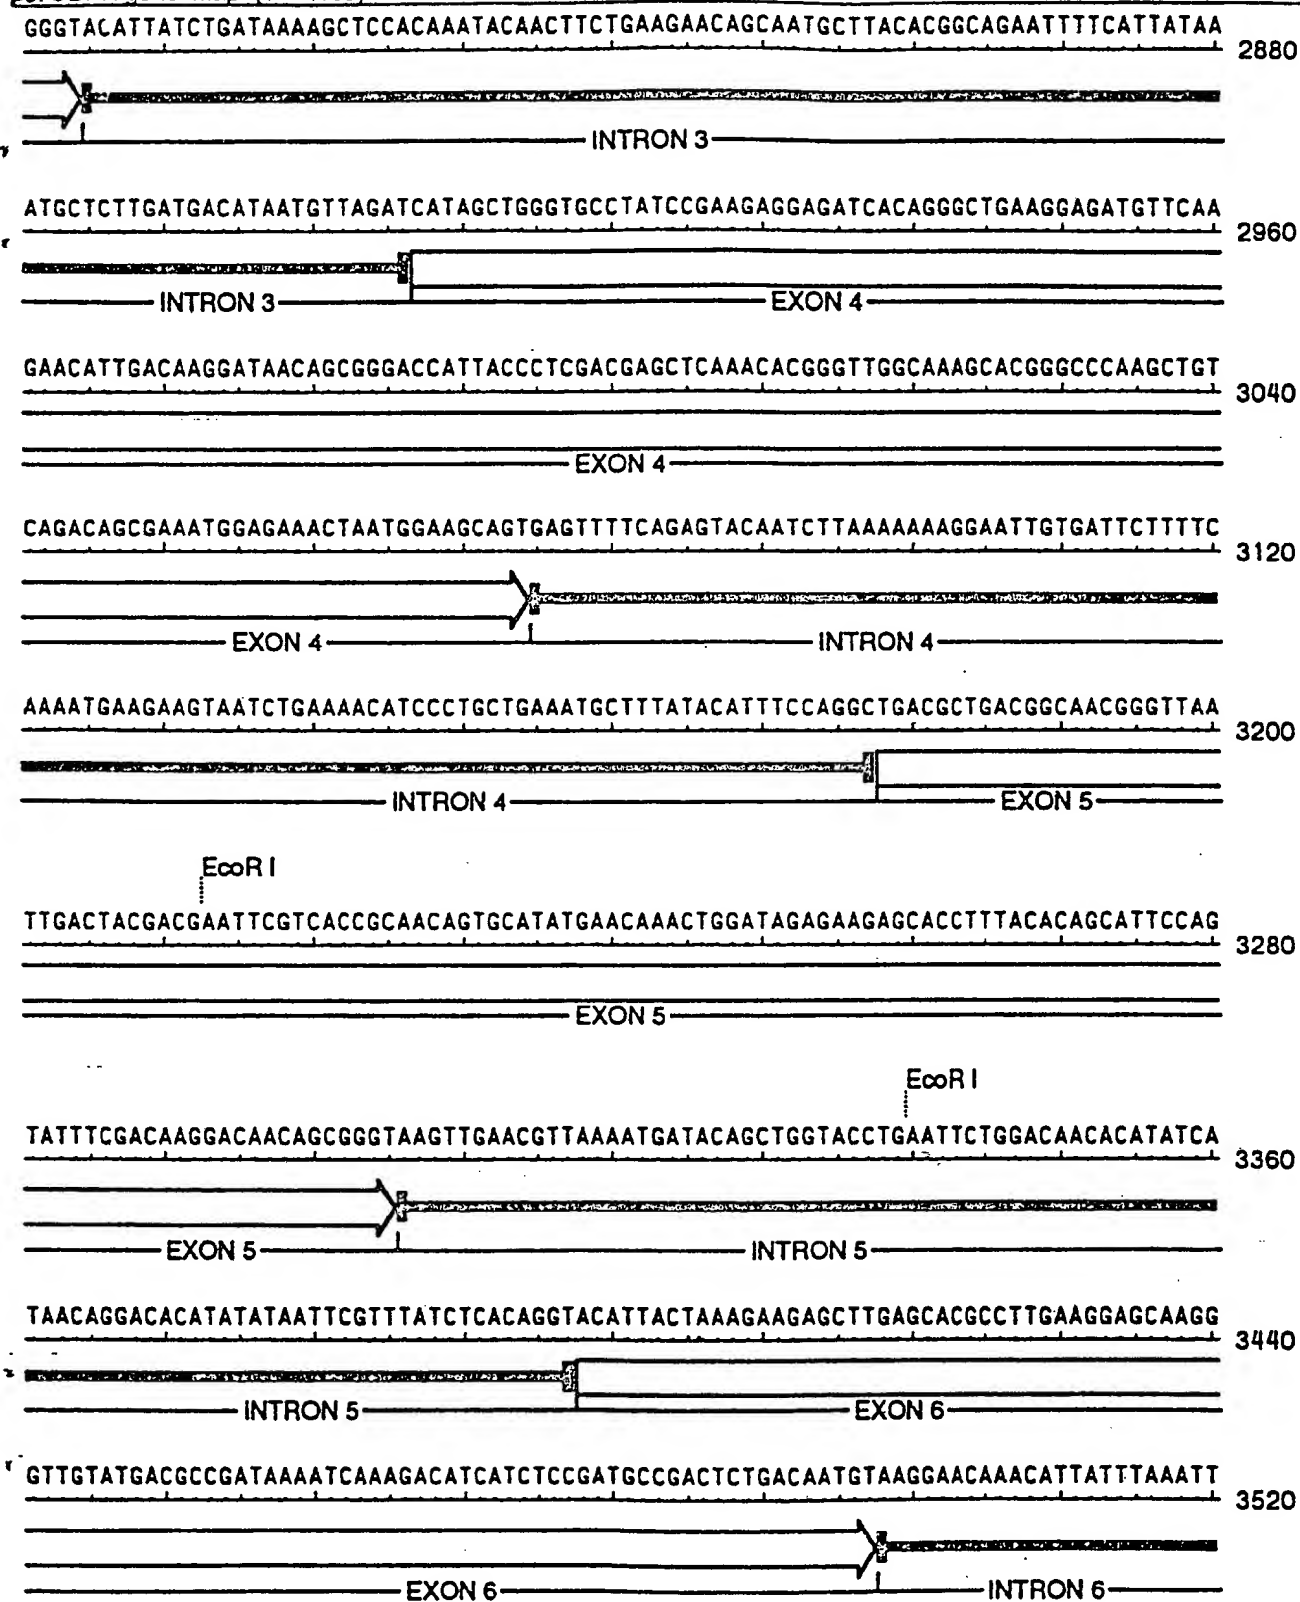 GGGTACATTATCTGATAAAAGCTCCACAAATACAACTTCTGAAGAACAGCAATGCTTACACGGCAGAATTTTCATTATAA
2880
INTRON 3
ATGCTCTTGATGACATAATGTTAGATCATAGCTGGGTGCCTATCCGAAGAGGAGATCACAGGGCTGAAGGAGATGTTCAA
2960
INTRON 3 EXON 4
GAACATTGACAAGGATAACAGCGGGACCATTACCCTCGACGAGCTCAAACACGGGTTGGCAAAGCACGGGCCCAAGCTGT
3040
EXON 4
CAGACAGCGAAATGGAGAAACTAATGGAAGCAGTGAGTTTTCAGAGTACAATCTTAAAAAAAGGAATTGTGATTCTTTTC
3120
EXON 4 INTRON 4
AAAATGAAGAAGTAATCTGAAAACATCCCTGCTGAAATGCTTTATACATTTCCAGGCTGACGCTGACGGCAACGGGTTAA
3200
INTRON 4 EXON 5
EcoR I
TTGACTACGACGAATTCGTCACCGCAACAGTGCATATGAACAAACTGGATAGAGAAGAGCACCTTTACACAGCATTCCAG
3280
EXON 5
EcoR I
TATTTCGACAAGGACAACAGCGGGTAAGTTGAACGTTAAAATGATACAGCTGGTACCTGAATTCTGGACAACACATATCA
3360
EXON 5 INTRON 5
TAACAGGACACATATATAATTCGTTTATCTCACAGGTACATTACTAAAGAAGAGCTTGAGCACGCCTTGAAGGAGCAAGG
3440
INTRON 5 EXON 6
GTTGTATGACGCCGATAAAATCAAAGACATCATCTCCGATGCCGACTCTGACAATGTAAGGAACAAACATTATTTAAATT
3520
EXON 6 INTRON 6